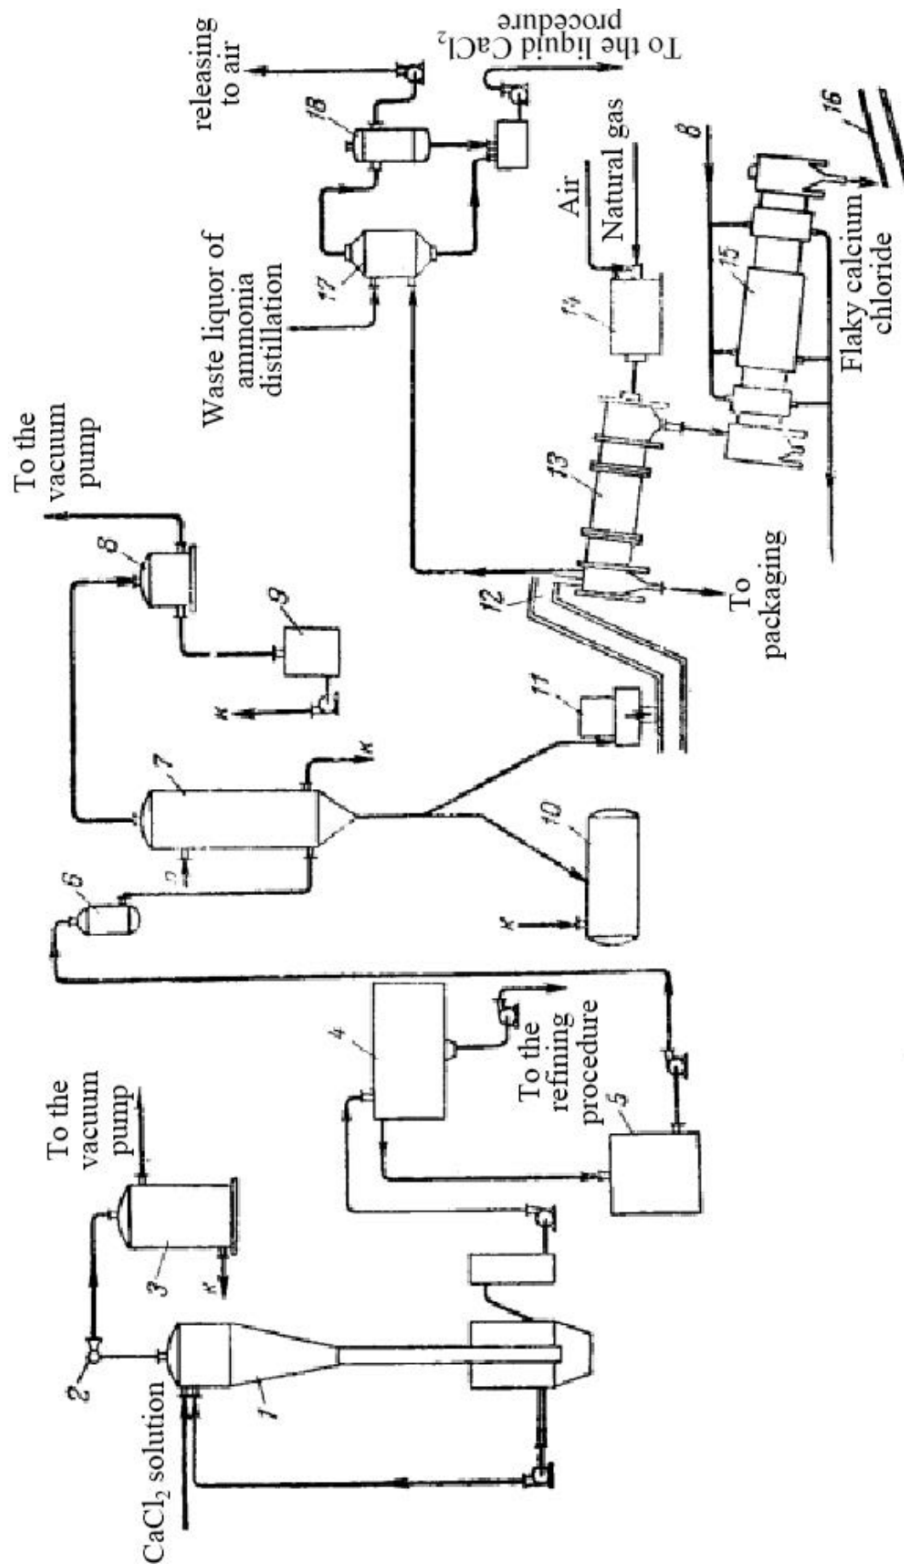 CaCl₂ solution
2
1
To the
vacuum
pump
3
к
4
To the
refining
procedure
5
6
7
к
To the
vacuum
pump
8
9
к
10
к
11
12
Waste liquor of
ammonia
distillation
17
18
releasing
to air
To the liquid CaCl₂
procedure
Air
Natural gas
14
13
To
packaging
15
8
16
Flaky calcium
chloride